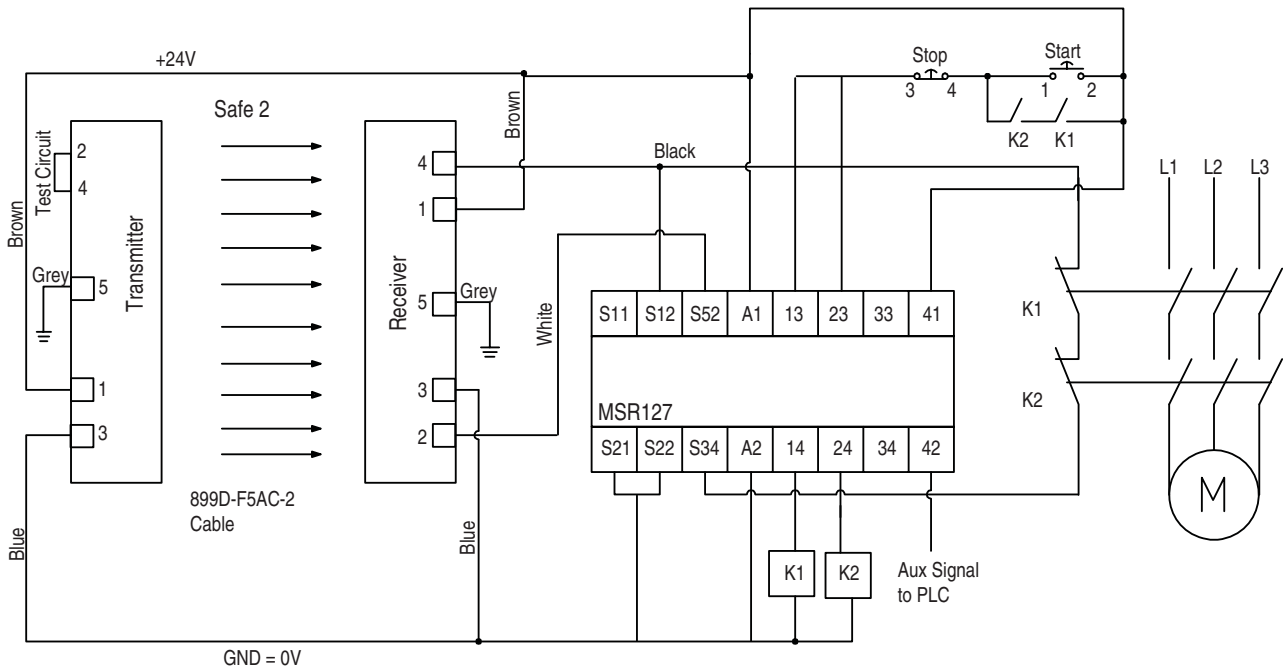 +24V
Stop
Start
3 4
1 2
K2 K1
Safe 2
Brown
Black
L1 L2 L3
Test Circuit
2
4
4
1
Brown
Transmitter
Receiver
Grey
5
5
Grey
White
S11 S12 S52 A1 13 23 33 41
K1
1
3
3
2
MSR127
K2
S21 S22 S34 A2 14 24 34 42
M
899D-F5AC-2
Cable
Blue
Blue
K1
K2
Aux Signal
to PLC
GND = 0V